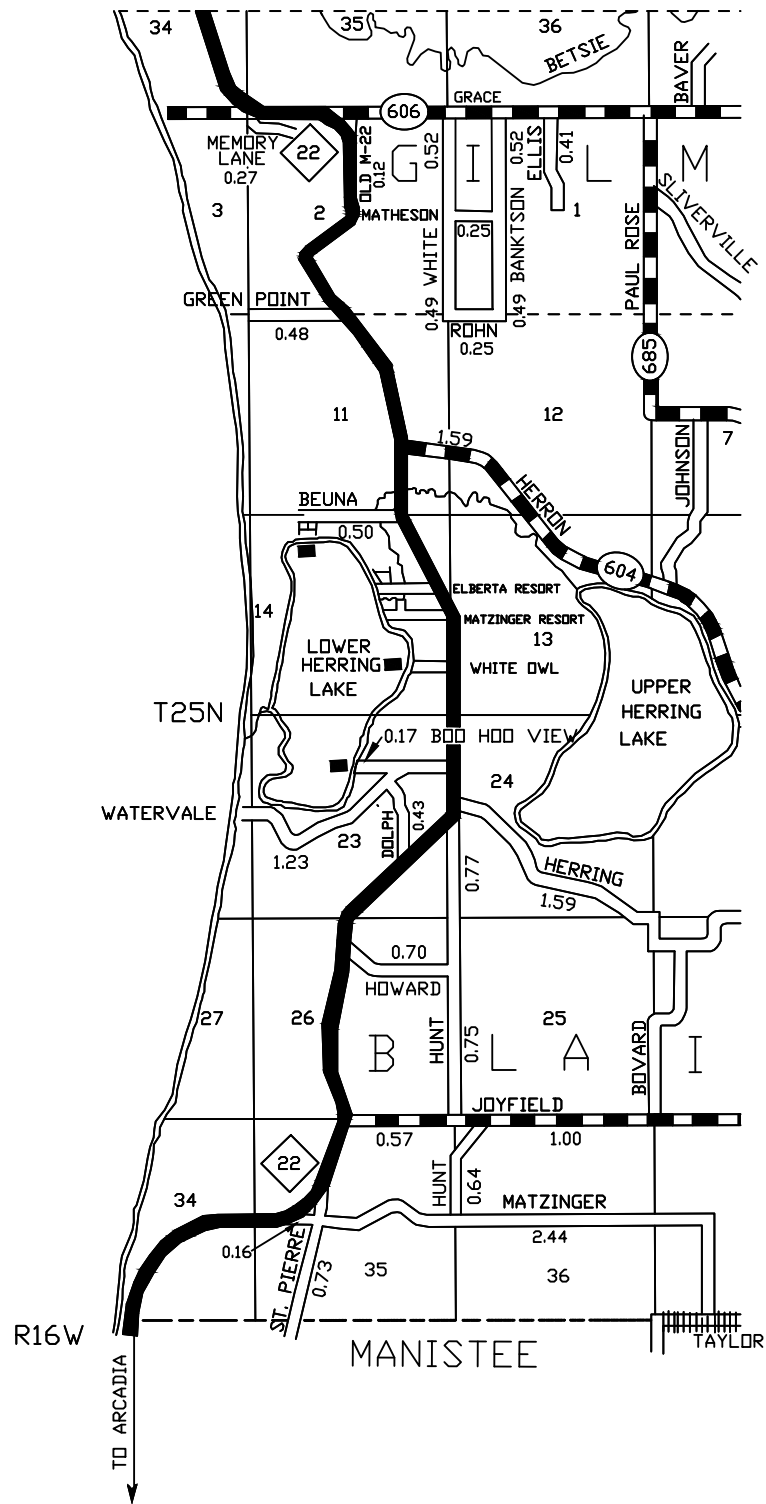 34
35
36
BETSIE
BAVER
GRACE
606
MEMORY
LANE
0.27
22
OLD M-22
0.12
G I L M
0.52
0.52
ELLIS
0.41
SLIVERVILLE
3
2
MATHESON
1
0.25
WHITE
BANKTSON
PAUL ROSE
GREEN POINT
0.48
0.49
0.49
ROHN
0.25
685
11
12
7
1.59
HERRON
JOHNSON
BEUNA
0.50
604
ELBERTA RESORT
MATZINGER RESORT
14
13
LOWER
HERRING
LAKE
WHITE OWL
UPPER
HERRING
LAKE
T25N
0.17 BOO HOO VIEW
24
WATERVALE
23
1.23
DOLPH
0.43
0.77
HERRING
1.59
0.70
HOWARD
27
26
25
HUNT
0.75
BOVARD
B L A I
JOYFIELD
0.57
1.00
22
HUNT
0.64
34
MATZINGER
2.44
0.16
ST. PIERRE
0.73
35
36
R16W
MANISTEE
TAYLOR
TO ARCADIA